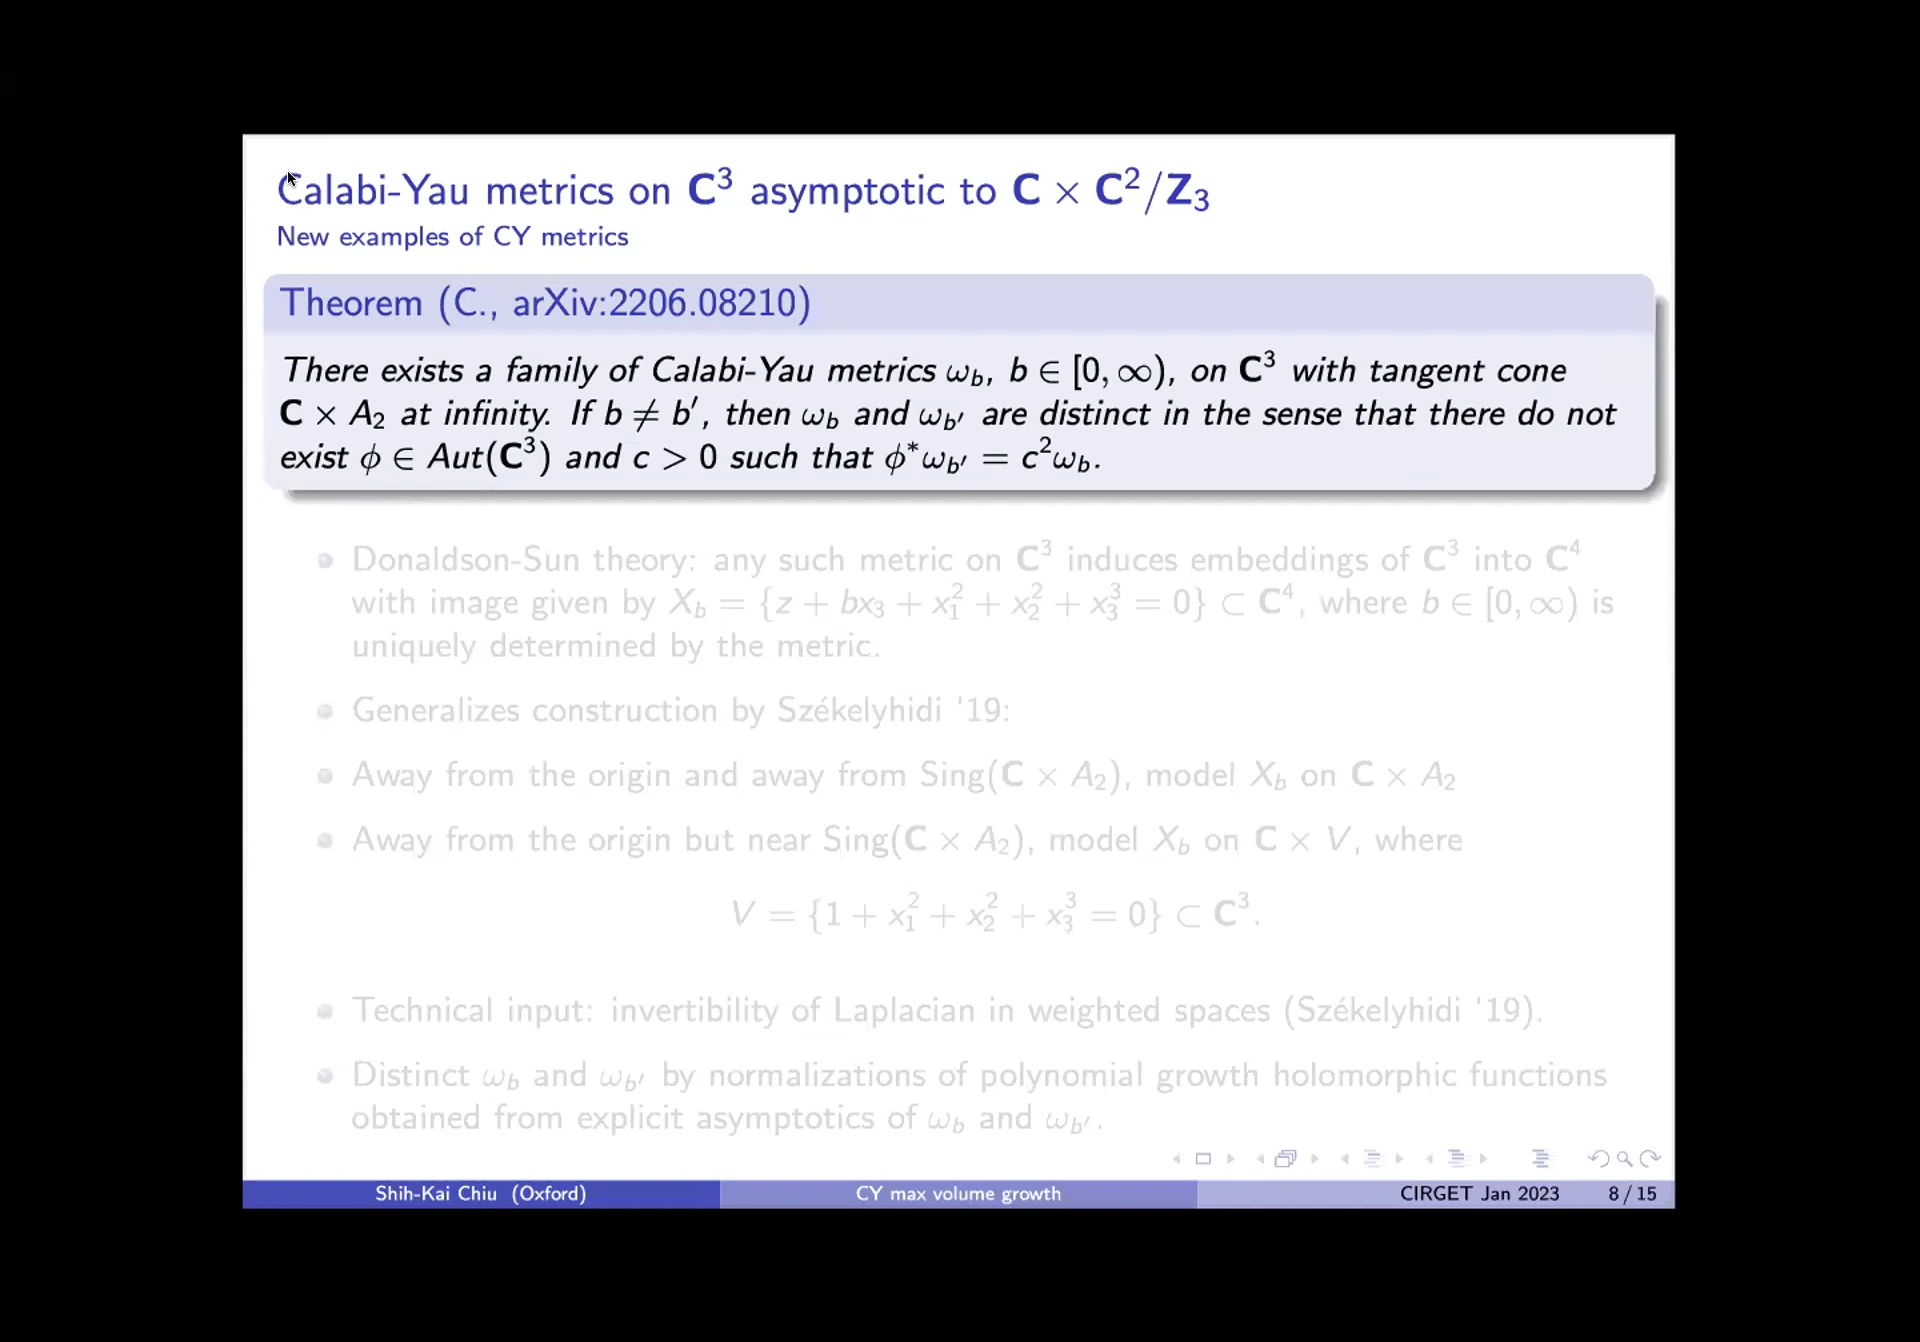 Calabi-Yau metrics on C³ asymptotic to C × C²/Z₃
New examples of CY metrics
Theorem (C., arXiv:2206.08210)
There exists a family of Calabi-Yau metrics ω_b, b ∈ [0, ∞), on C³ with tangent cone
C × A₂ at infinity. If b ≠ b′, then ω_b and ω_b′ are distinct in the sense that there do not
exist ϕ ∈ Aut(C³) and c > 0 such that ϕ*ω_b′ = c²ω_b.
Donaldson-Sun theory: any such metric on C³ induces embeddings of C³ into C⁴
with image given by X_b = {z + bx₃ + x₁² + x₂² + x₃³ = 0} ⊂ C⁴, where b ∈ [0, ∞) is
uniquely determined by the metric.
Generalizes construction by Székelyhidi '19:
Away from the origin and away from Sing(C × A₂), model X_b on C × A₂
Away from the origin but near Sing(C × A₂), model X_b on C × V, where
V = {1 + x₁² + x₂² + x₃³ = 0} ⊂ C³.
Technical input: invertibility of Laplacian in weighted spaces (Székelyhidi '19).
Distinct ω_b and ω_b′ by normalizations of polynomial growth holomorphic functions
obtained from explicit asymptotics of ω_b and ω_b′.
Shih-Kai Chiu (Oxford) CY max volume growth CIRGET Jan 2023 8 / 15